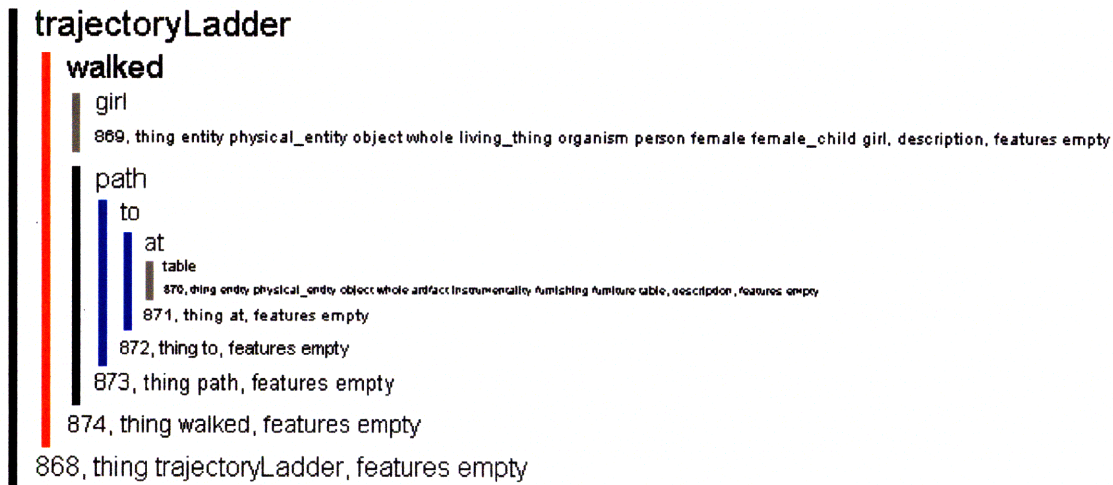 trajectoryLadder
walked
girl
869, thing entity physical_entity object whole living_thing organism person female female_child girl, description, features empty
path
to
at
table
870, thing entity physical_entity object whole artifact instrumentality furnishing furniture table, description, features empty
871, thing at, features empty
872, thing to, features empty
873, thing path, features empty
874, thing walked, features empty
868, thing trajectoryLadder, features empty